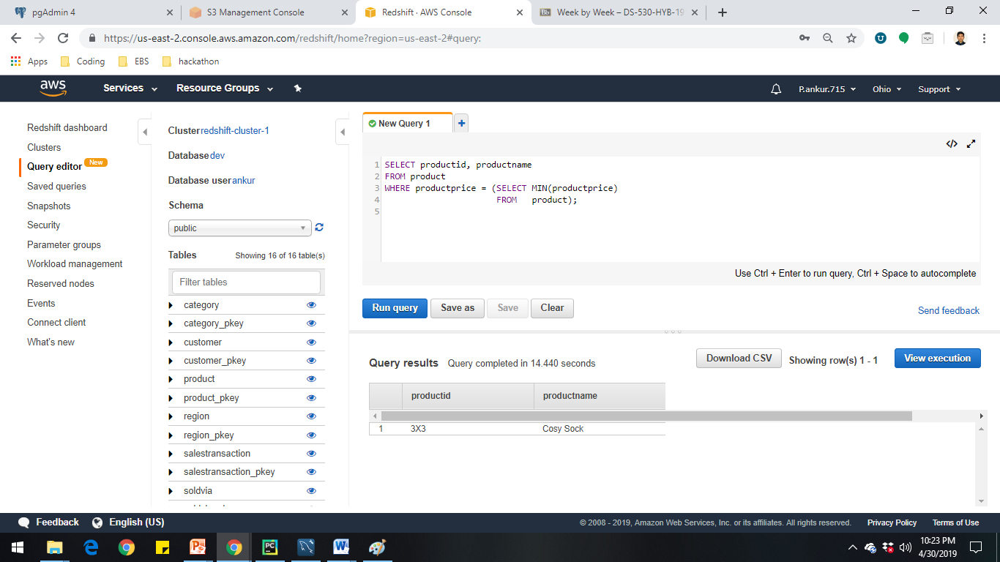 pgAdmin 4
S3 Management Console
Redshift · AWS Console
Bb Week by Week – DS-530-HYB-19
https://us-east-2.console.aws.amazon.com/redshift/home?region=us-east-2#query:
Apps Coding EBS hackathon
aws Services Resource Groups P.ankur.715 Ohio Support
Redshift dashboard
Clusters
Query editor New
Saved queries
Snapshots
Security
Parameter groups
Workload management
Reserved nodes
Events
Connect client
What's new
Clusterredshift-cluster-1
Databasedev
Database userankur
Schema
public
Tables Showing 16 of 16 table(s)
Filter tables
category
category_pkey
customer
customer_pkey
product
product_pkey
region
region_pkey
salestransaction
salestransaction_pkey
soldvia
New Query 1 +
</>
1 SELECT productid, productname
2 FROM product
3 WHERE productprice = (SELECT MIN(productprice)
4 FROM product);
5
Use Ctrl + Enter to run query, Ctrl + Space to autocomplete
Run query Save as Save Clear
Send feedback
Query results Query completed in 14.440 seconds
Download CSV Showing row(s) 1 - 1 View execution
productid productname
1 3X3 Cosy Sock
Feedback English (US)
© 2008 - 2019, Amazon Web Services, Inc. or its affiliates. All rights reserved. Privacy Policy Terms of Use
10:23 PM
4/30/2019